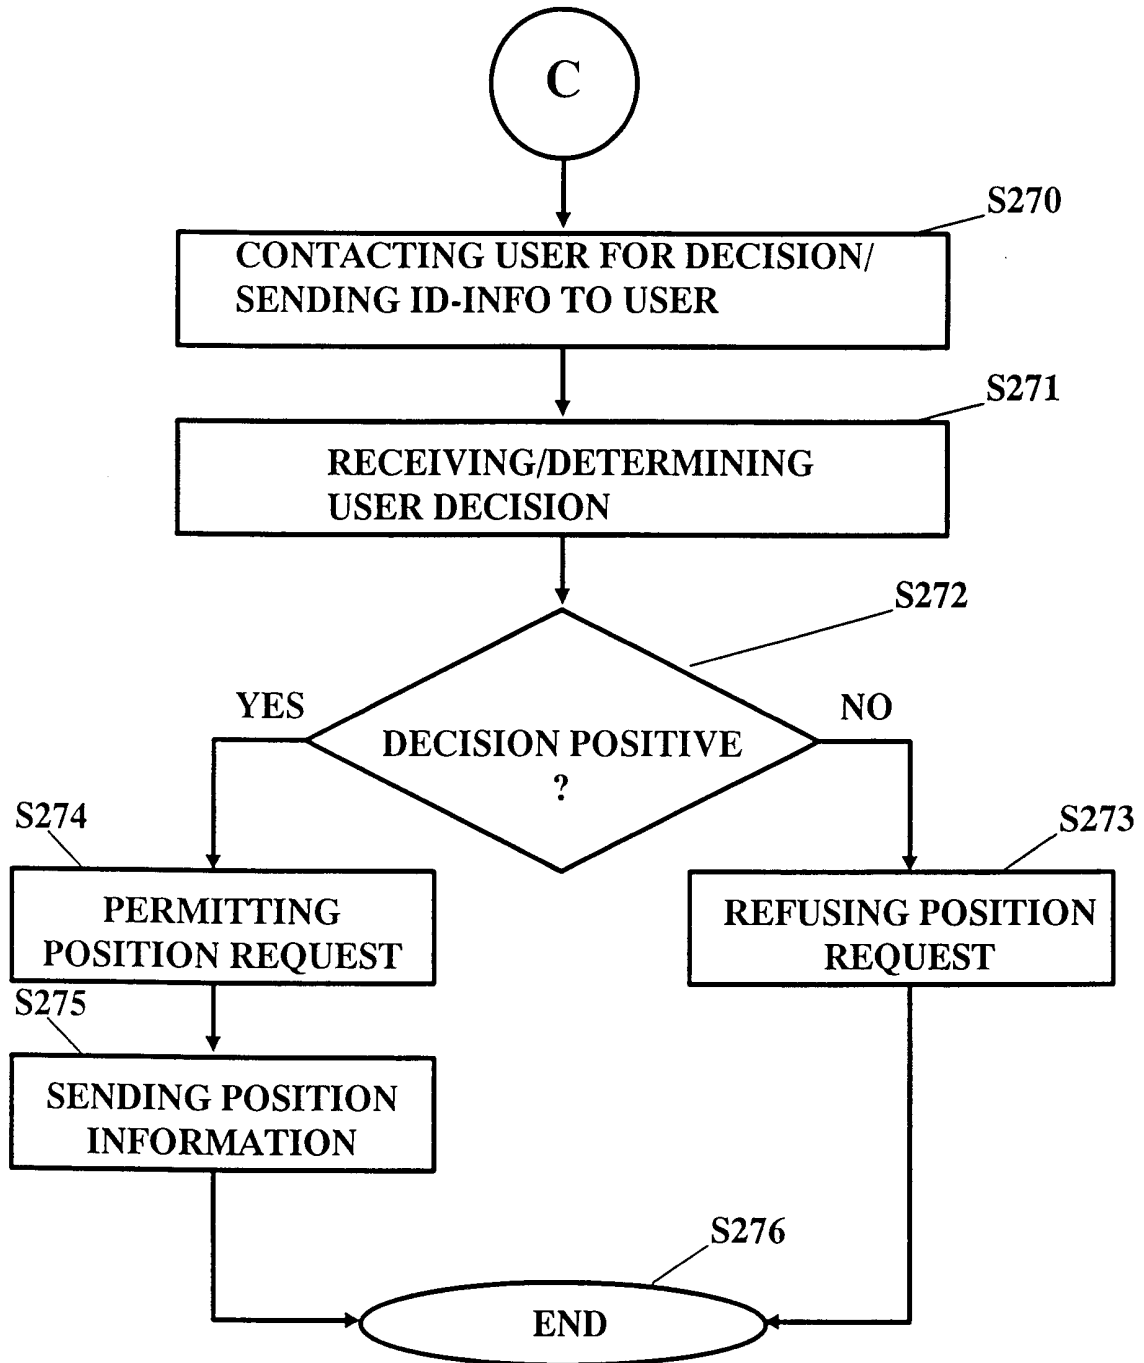 C
S270
CONTACTING USER FOR DECISION/
SENDING ID-INFO TO USER
S271
RECEIVING/DETERMINING
USER DECISION
S272
YES
NO
DECISION POSITIVE
?
S274
S273
PERMITTING
POSITION REQUEST
REFUSING POSITION
REQUEST
S275
SENDING POSITION
INFORMATION
S276
END